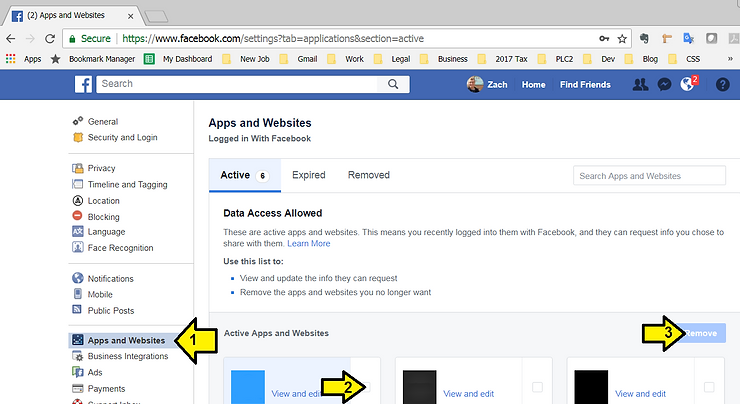 (2) Apps and Websites
Secure https://www.facebook.com/settings?tab=applications&section=active
Apps Bookmark Manager My Dashboard New Job Gmail Work Legal Business 2017 Tax PLC2 Dev Blog CSS »
f Search Zach Home Find Friends 2
General
Security and Login
Privacy
Timeline and Tagging
Location
Blocking
Language
Face Recognition
Notifications
Mobile
Public Posts
Apps and Websites 1
Business Integrations
Ads
Payments
Support Inbox
Apps and Websites
Logged in With Facebook
Active 6 Expired Removed Search Apps and Websites
Data Access Allowed
These are active apps and websites. This means you recently logged into them with Facebook, and they can request info you chose to
share with them. Learn More
Use this list to:
View and update the info they can request
Remove the apps and websites you no longer want
Active Apps and Websites 3 Remove
View and edit 2 View and edit View and edit